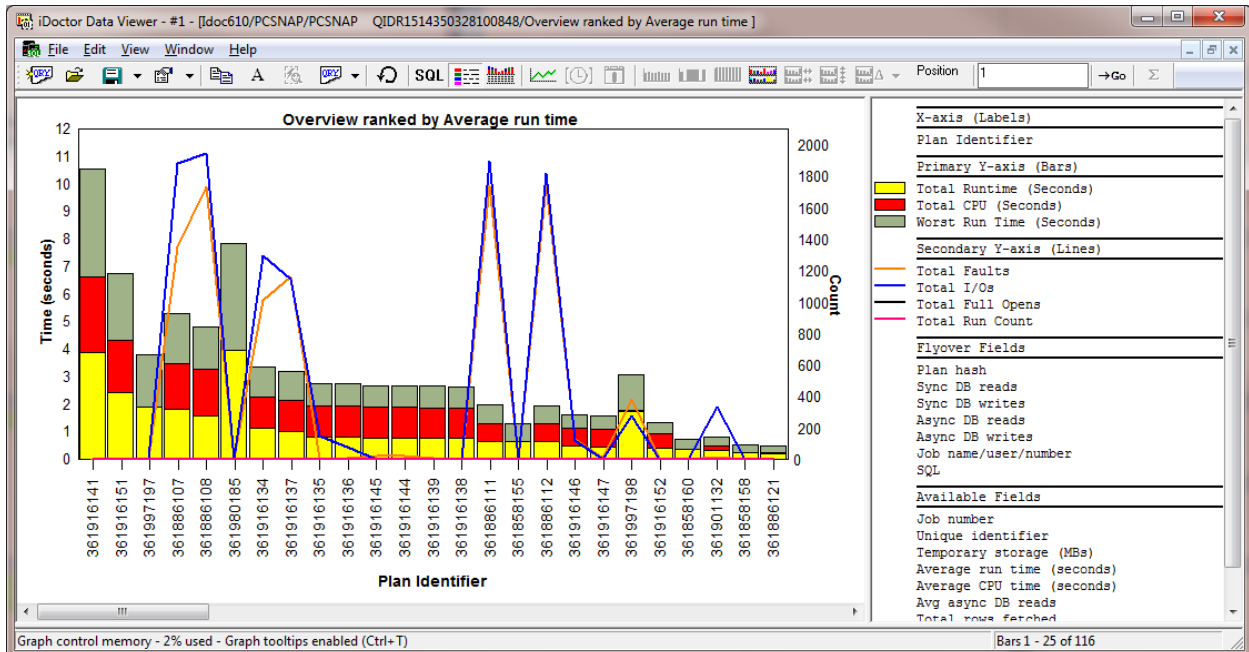 iDoctor Data Viewer - #1 - [Idoc610/PCSNAP/PCSNAP QIDR1514350328100848/Overview ranked by Average run time ]
File Edit View Window Help
QRY A QRY SQL Position 1 →Go Σ
Overview ranked by Average run time
Time (seconds)
12
11
10
9
8
7
6
5
4
3
2
1
0
2000
1800
1600
1400
1200
1000
800
600
400
200
0
Count
361916141
361916151
361997197
361886107
361886108
361980185
361916134
361916137
361916135
361916136
361916145
361916144
361916139
361916138
361886111
361858155
361886112
361916146
361916147
361997198
361916152
361858160
361901132
361858158
361886121
Plan Identifier
X-axis (Labels)
Plan Identifier
Primary Y-axis (Bars)
Total Runtime (Seconds)
Total CPU (Seconds)
Worst Run Time (Seconds)
Secondary Y-axis (Lines)
Total Faults
Total I/Os
Total Full Opens
Total Run Count
Flyover Fields
Plan hash
Sync DB reads
Sync DB writes
Async DB reads
Async DB writes
Job name/user/number
SQL
Available Fields
Job number
Unique identifier
Temporary storage (MBs)
Average run time (seconds)
Average CPU time (seconds)
Avg async DB reads
Total rows fetched
Graph control memory - 2% used - Graph tooltips enabled (Ctrl+T)
Bars 1 - 25 of 116